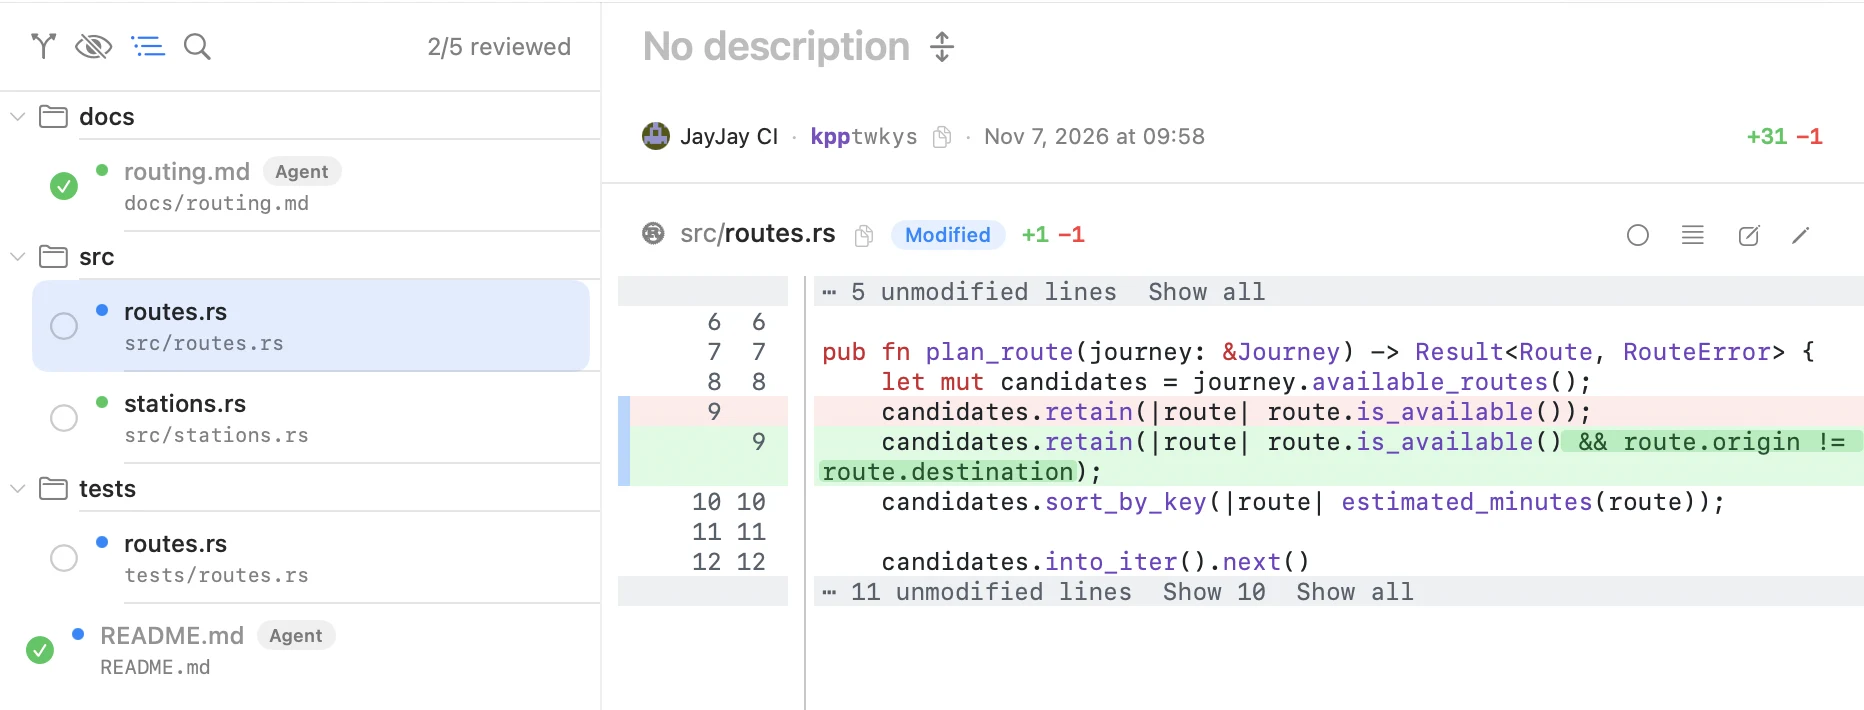 2/5 reviewed
docs
routing.md Agent
docs/routing.md
src
routes.rs
src/routes.rs
stations.rs
src/stations.rs
tests
routes.rs
tests/routes.rs
README.md Agent
README.md
No description
JayJay CI · kpptwkys · Nov 7, 2026 at 09:58 +31 −1
src/routes.rs Modified +1 −1
⋯ 5 unmodified lines Show all
6 6
7 7 pub fn plan_route(journey: &Journey) -> Result<Route, RouteError> {
8 8     let mut candidates = journey.available_routes();
9     candidates.retain(|route| route.is_available());
9     candidates.retain(|route| route.is_available() && route.origin !=
route.destination);
10 10     candidates.sort_by_key(|route| estimated_minutes(route));
11 11
12 12     candidates.into_iter().next()
⋯ 11 unmodified lines Show 10 Show all